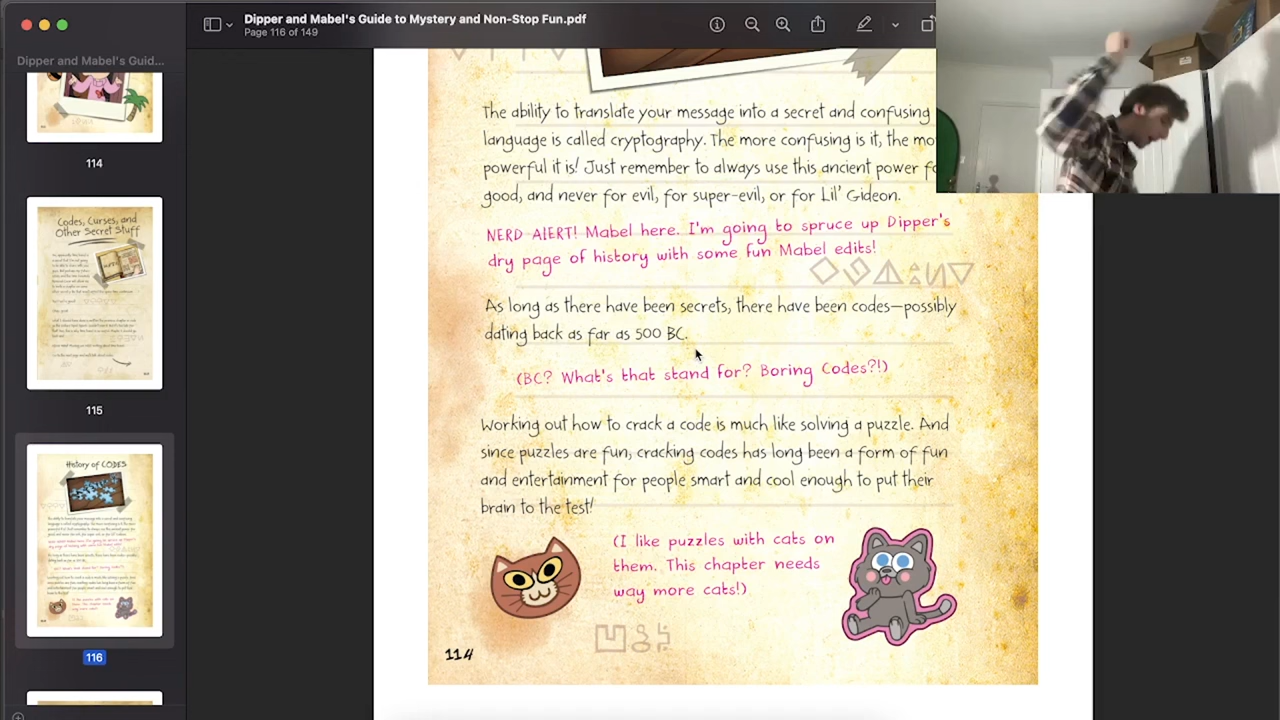 Dipper and Mabel's Guide to Mystery and Non-Stop Fun.pdf
Page 116 of 149
Dipper and Mabel's Guid...
114
Codes, Curses, and
Other Secret Stuff
115
History of CODES
116
The ability to translate your message into a secret and confusing
language is called cryptography. The more confusing is it, the mo
powerful it is! Just remember to always use this ancient power f
good, and never for evil, for super-evil, or for Lil' Gideon.
NERD ALERT! Mabel here. I'm going to spruce up Dipper's
dry page of history with some fun Mabel edits!
As long as there have been secrets, there have been codes—possibly
dating back as far as 500 BC.
(BC? What's that stand for? Boring Codes?!)
Working out how to crack a code is much like solving a puzzle. And
since puzzles are fun, cracking codes has long been a form of fun
and entertainment for people smart and cool enough to put their
brain to the test!
(I like puzzles with cats on
them. This chapter needs
way more cats!)
114